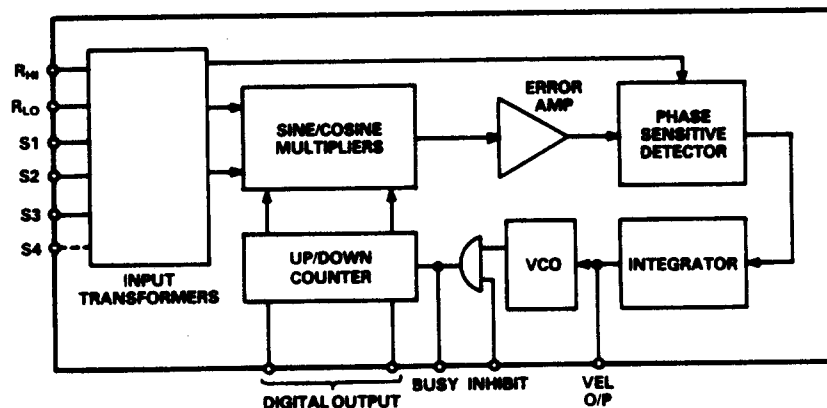 R_HI
R_LO
S1
S2
S3
S4
INPUT
TRANSFORMERS
SINE/COSINE
MULTIPLIERS
ERROR
AMP
PHASE
SENSITIVE
DETECTOR
UP/DOWN
COUNTER
VCO
INTEGRATOR
DIGITAL OUTPUT
BUSY
INHIBIT
VEL
O/P